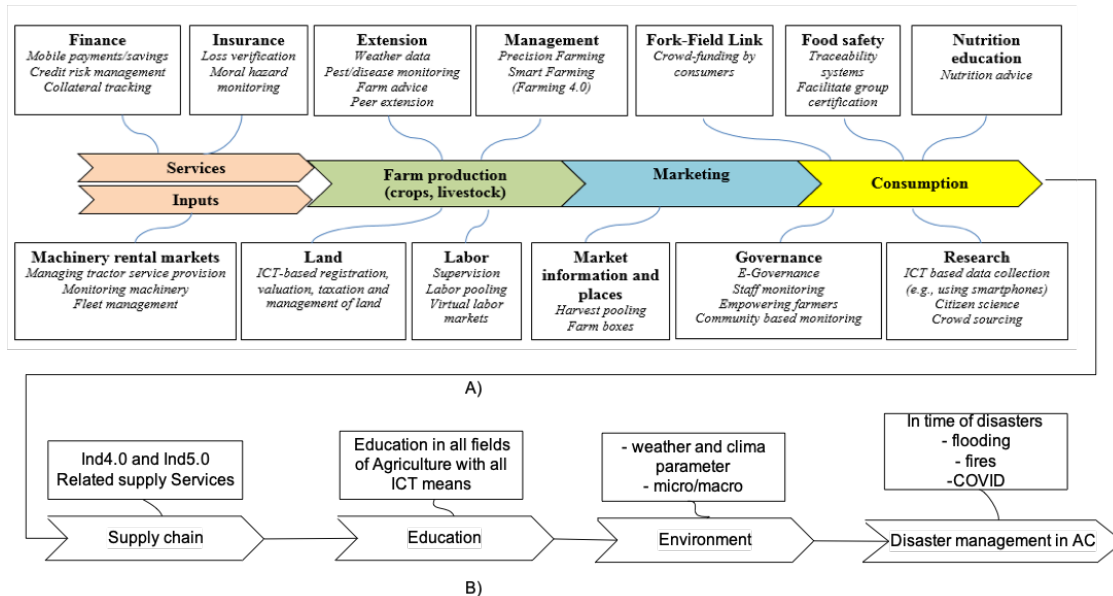 Finance
Mobile payments/savings
Credit risk management
Collateral tracking
Insurance
Loss verification
Moral hazard
monitoring
Extension
Weather data
Pest/disease monitoring
Farm advice
Peer extension
Management
Precision Farming
Smart Farming
(Farming 4.0)
Fork-Field Link
Crowd-funding by
consumers
Food safety
Traceability
systems
Facilitate group
certification
Nutrition
education
Nutrition advice
Services
Inputs
Farm production
(crops, livestock)
Marketing
Consumption
Machinery rental markets
Managing tractor service provision
Monitoring machinery
Fleet management
Land
ICT-based registration,
valuation, taxation and
management of land
Labor
Supervision
Labor pooling
Virtual labor
markets
Market
information and
places
Harvest pooling
Farm boxes
Governance
E-Governance
Staff monitoring
Empowering farmers
Community based monitoring
Research
ICT based data collection
(e.g., using smartphones)
Citizen science
Crowd sourcing
A)
Ind4.0 and Ind5.0
Related supply Services
Education in all fields
of Agriculture with all
ICT means
- weather and clima
parameter
- micro/macro
In time of disasters
- flooding
- fires
-COVID
Supply chain
Education
Environment
Disaster management in AC
B)